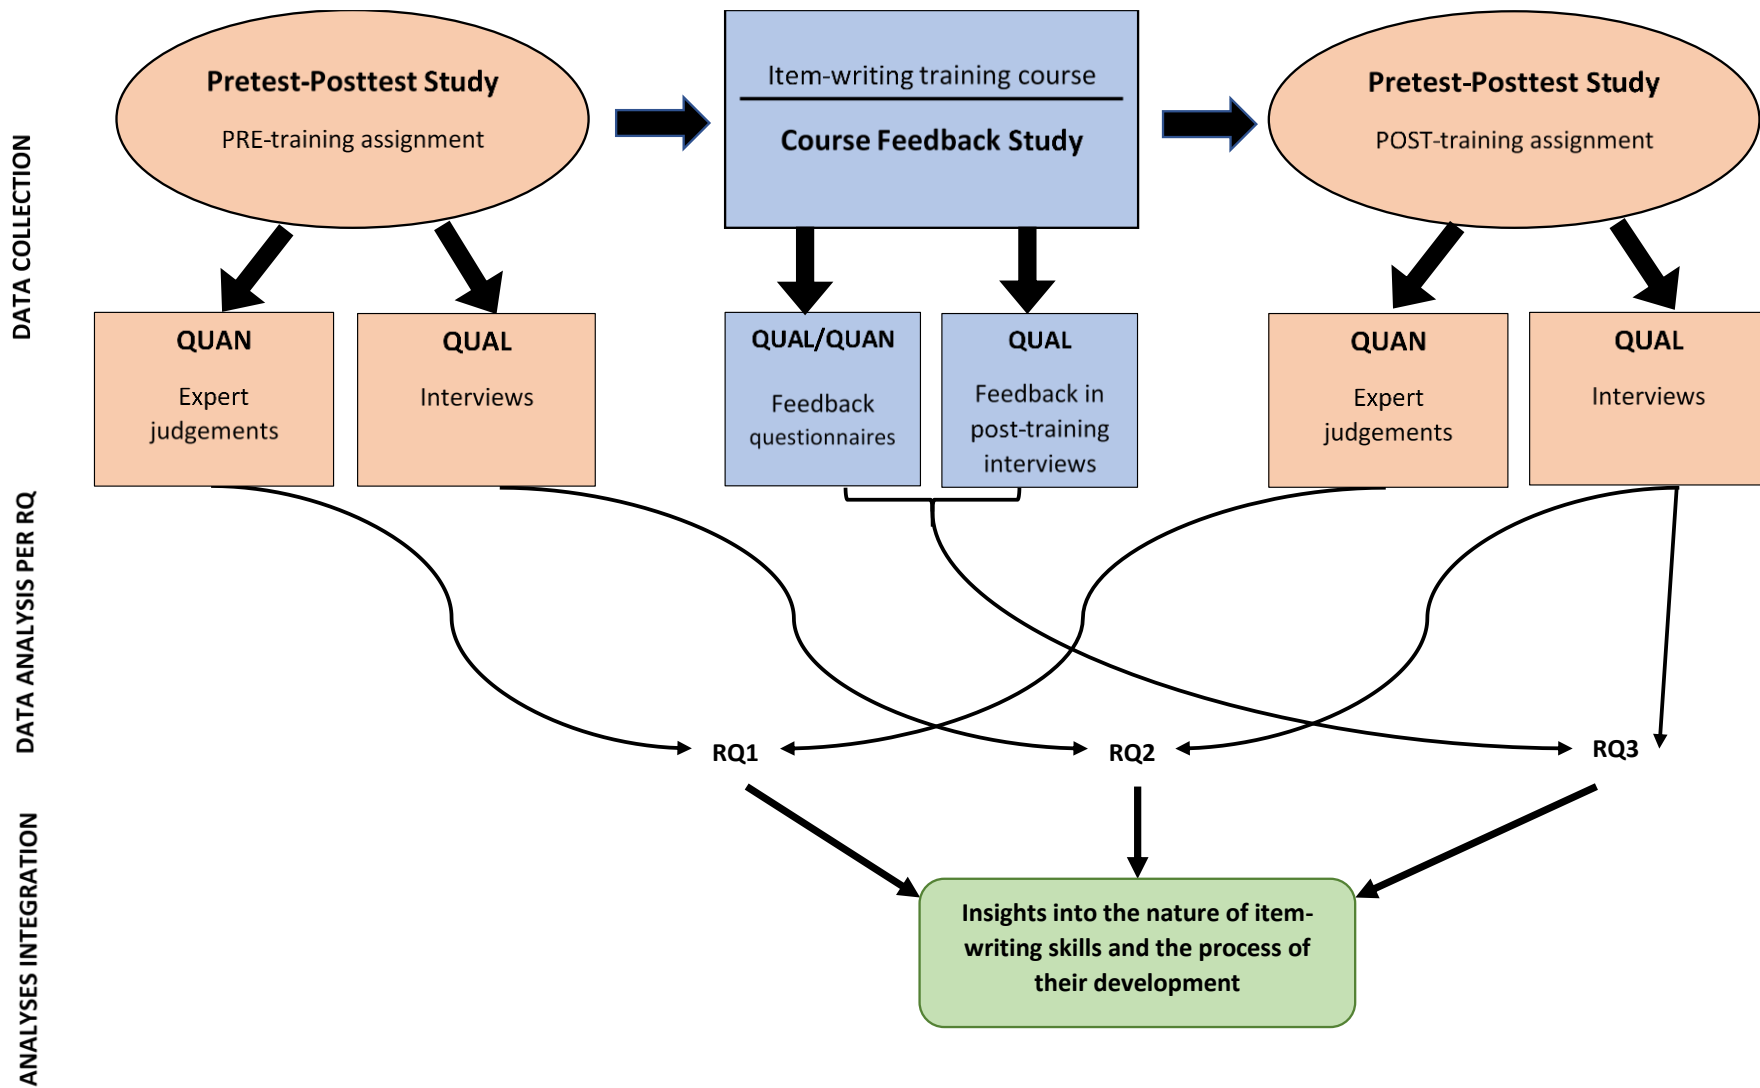 Pretest-Posttest Study
PRE-training assignment
Item-writing training course
Course Feedback Study
Pretest-Posttest Study
POST-training assignment
DATA COLLECTION
QUAN
Expert
judgements
QUAL
Interviews
QUAL/QUAN
Feedback
questionnaires
QUAL
Feedback in
post-training
interviews
QUAN
Expert
judgements
QUAL
Interviews
DATA ANALYSIS PER RQ
RQ1
RQ2
RQ3
ANALYSES INTEGRATION
Insights into the nature of item-
writing skills and the process of
their development